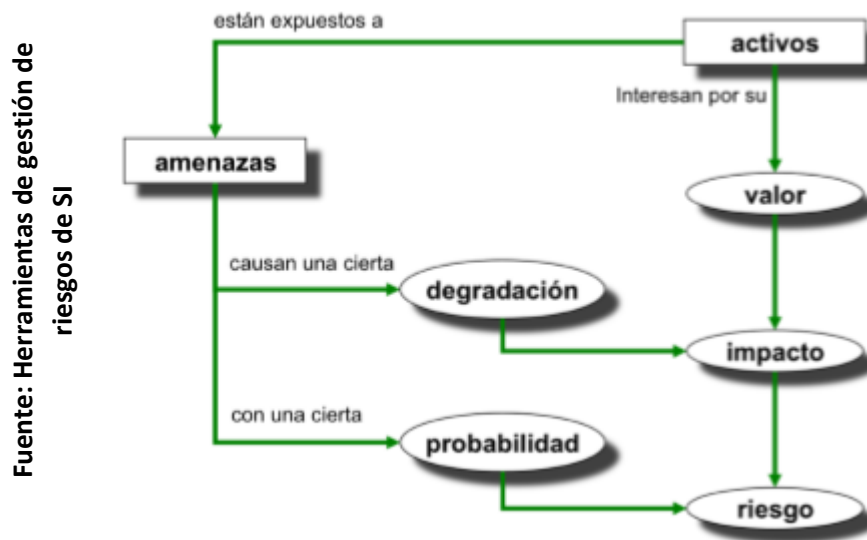 Fuente: Herramientas de gestión de
riesgos de SI
están expuestos a
activos
Interesan por su
amenazas
valor
causan una cierta
degradación
impacto
con una cierta
probabilidad
riesgo